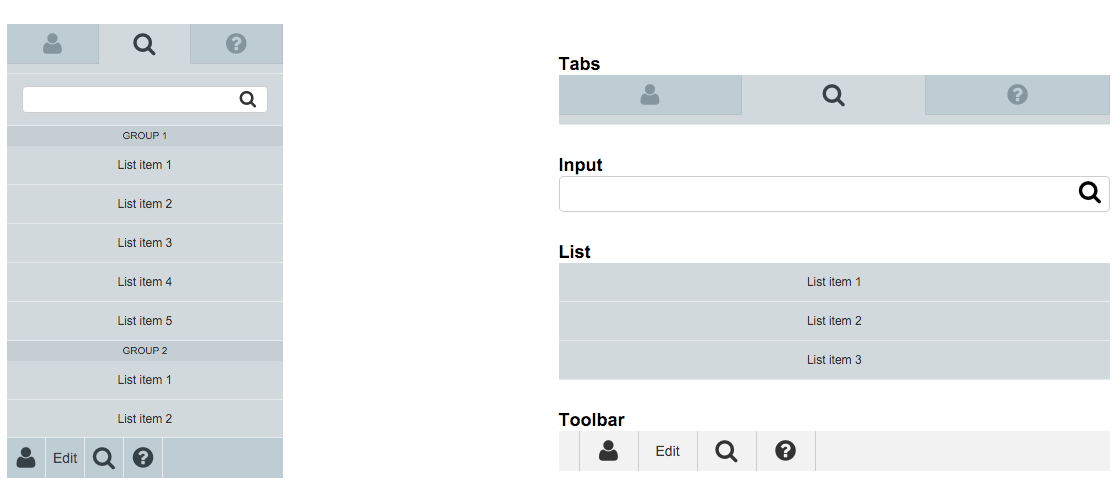 GROUP 1
List item 1
List item 2
List item 3
List item 4
List item 5
GROUP 2
List item 1
List item 2
Edit
Tabs
Input
List
List item 1
List item 2
List item 3
Toolbar
Edit